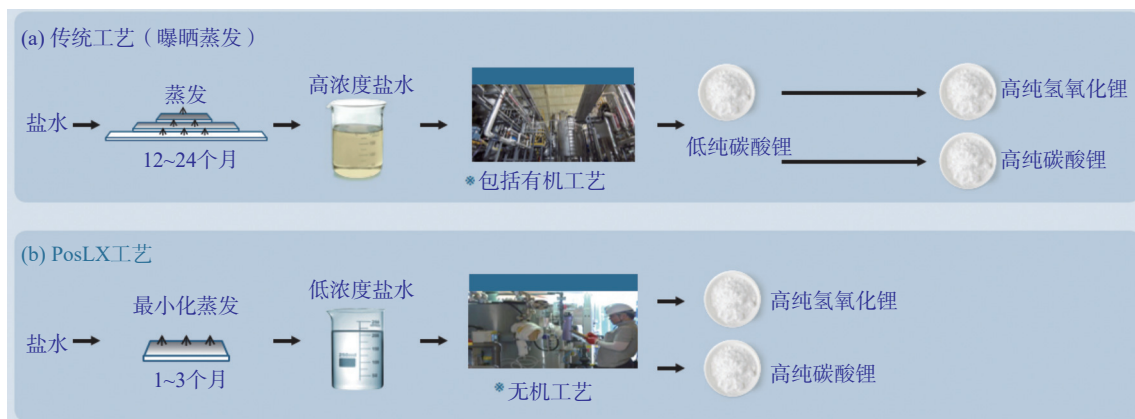 (a) 传统工艺（曝晒蒸发）
盐水
蒸发
12~24个月
高浓度盐水
※包括有机工艺
低纯碳酸锂
高纯氢氧化锂
高纯碳酸锂
(b) PosLX工艺
盐水
最小化蒸发
1~3个月
低浓度盐水
※无机工艺
高纯氢氧化锂
高纯碳酸锂